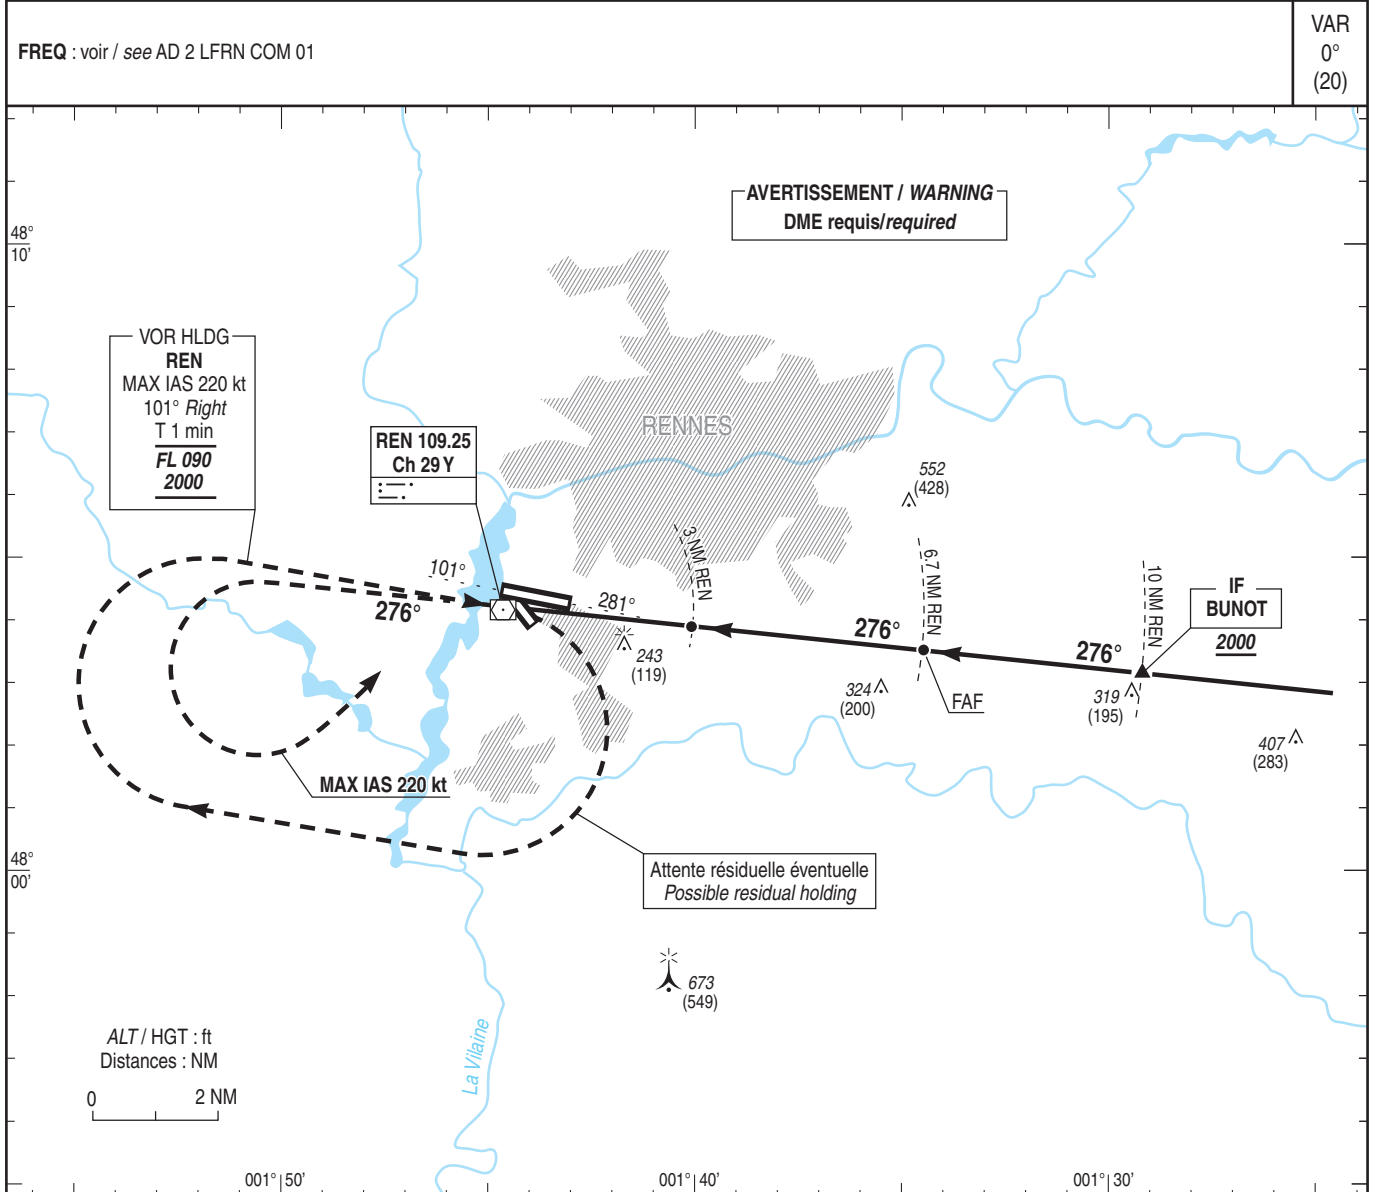 FREQ : voir / see AD 2 LFRN COM 01
VAR
0°
(20)
AVERTISSEMENT / WARNING
DME requis/required
48°
10'
VOR HLDG
REN
MAX IAS 220 kt
101° Right
T 1 min
FL 090
2000
REN 109.25
Ch 29 Y
RENNES
552
(428)
3 NM REN
6.7 NM REN
10 NM REN
IF
BUNOT
2000
101°
276°
281°
276°
276°
243
(119)
324
(200)
FAF
319
(195)
407
(283)
MAX IAS 220 kt
48°
00'
Attente résiduelle éventuelle
Possible residual holding
673
(549)
La Vilaine
ALT / HGT : ft
Distances : NM
0 2 NM
001° 50' 001° 40' 001° 30'